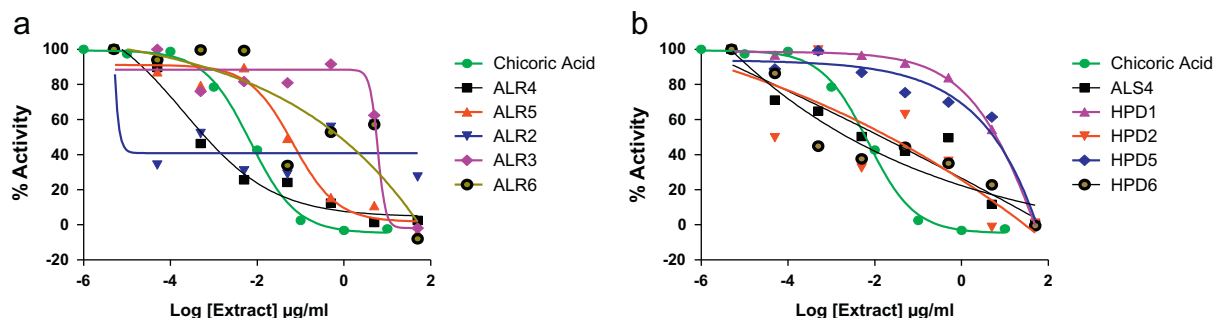 a
100
80
60
40
20
0
-20
-6
-4
-2
0
2
% Activity
Log [Extract] µg/ml
Chicoric Acid
ALR4
ALR5
ALR2
ALR3
ALR6
b
100
80
60
40
20
0
-20
-6
-4
-2
0
2
% Activity
Log [Extract] µg/ml
Chicoric Acid
ALS4
HPD1
HPD2
HPD5
HPD6